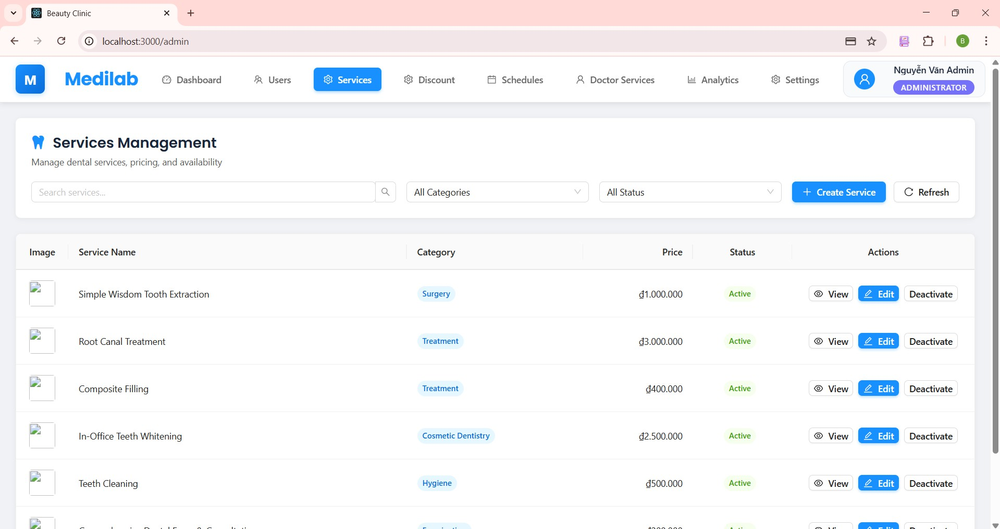 Beauty Clinic
localhost:3000/admin
B
M
Medilab
Dashboard
Users
Services
Discount
Schedules
Doctor Services
Analytics
Settings
Nguyễn Văn Admin
ADMINISTRATOR
Services Management
Manage dental services, pricing, and availability
Search services...
All Categories
All Status
Create Service
Refresh
Image Service Name Category Price Status Actions
Simple Wisdom Tooth Extraction Surgery ₫1.000.000 Active View Edit Deactivate
Root Canal Treatment Treatment ₫3.000.000 Active View Edit Deactivate
Composite Filling Treatment ₫400.000 Active View Edit Deactivate
In-Office Teeth Whitening Cosmetic Dentistry ₫2.500.000 Active View Edit Deactivate
Teeth Cleaning Hygiene ₫500.000 Active View Edit Deactivate